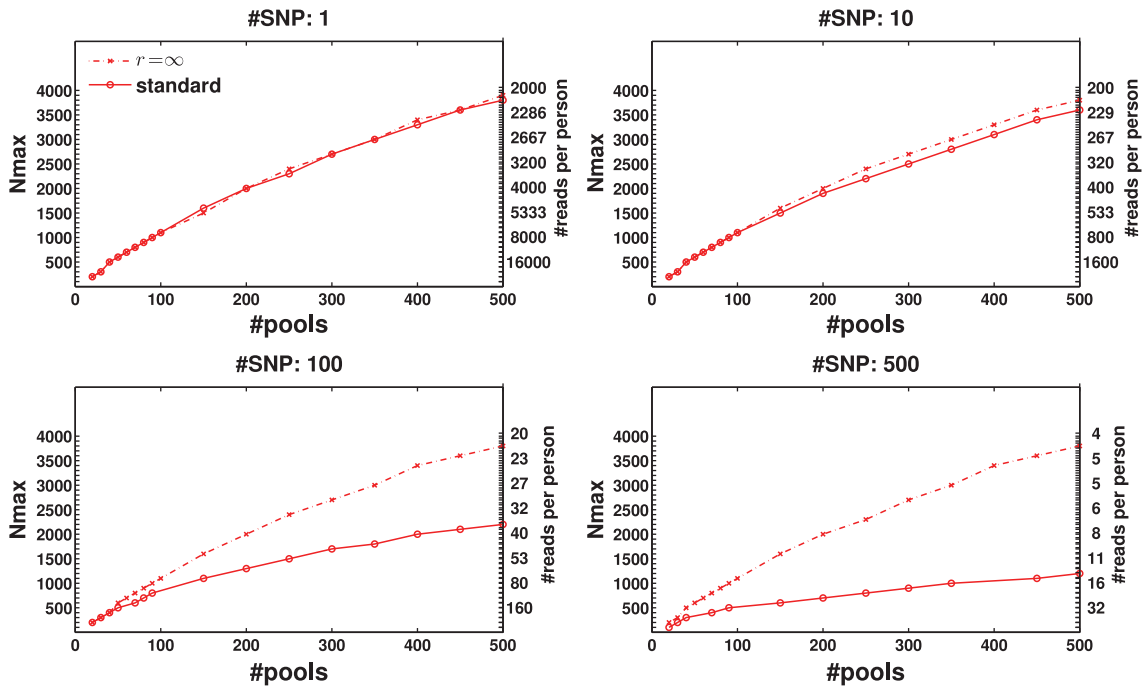 #SNP: 1
r = ∞
standard
Nmax
4000
3500
3000
2500
2000
1500
1000
500
2000
2286
2667
3200
4000
5333
8000
16000
#reads per person
0 100 200 300 400 500
#pools
#SNP: 10
Nmax
4000
3500
3000
2500
2000
1500
1000
500
200
229
267
320
400
533
800
1600
#reads per person
0 100 200 300 400 500
#pools
#SNP: 100
Nmax
4000
3500
3000
2500
2000
1500
1000
500
20
23
27
32
40
53
80
160
#reads per person
0 100 200 300 400 500
#pools
#SNP: 500
Nmax
4000
3500
3000
2500
2000
1500
1000
500
4
5
5
6
8
11
16
32
#reads per person
0 100 200 300 400 500
#pools